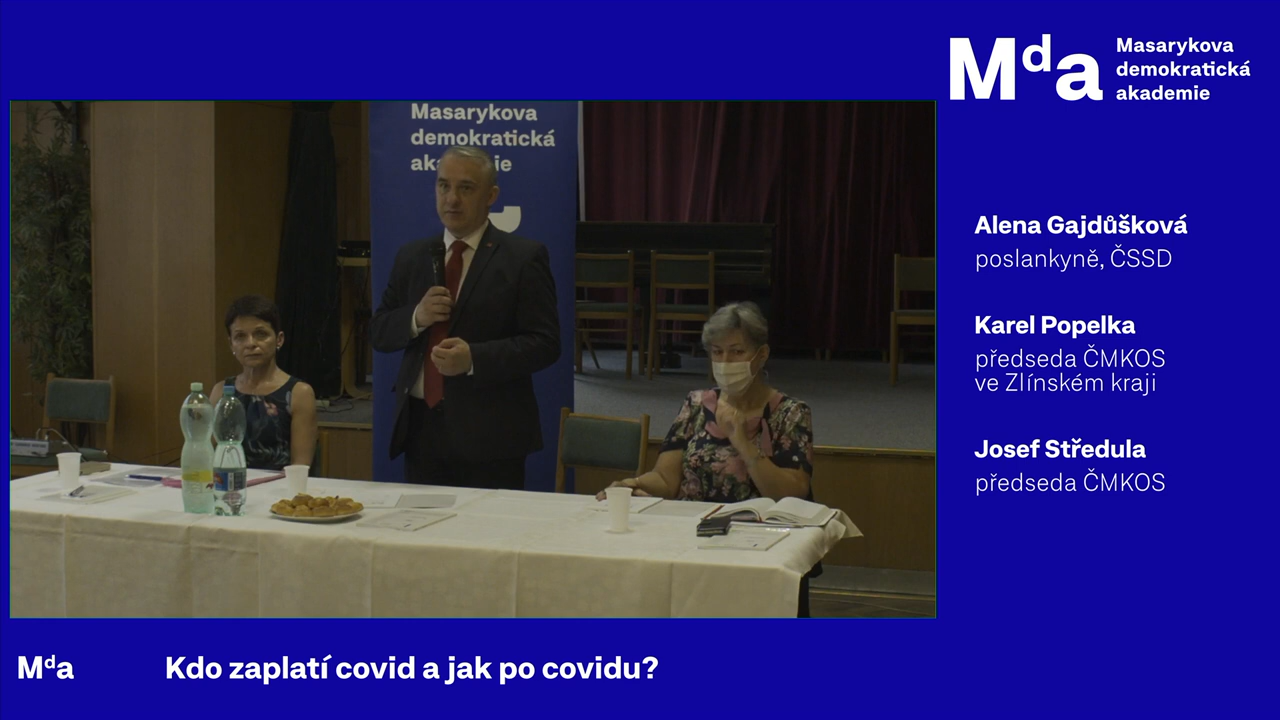 Mda
Masarykova
demokratická
akademie
Masarykova
demokratická
akademie
Alena Gajdůšková
poslankyně, ČSSD
Karel Popelka
předseda ČMKOS
ve Zlínském kraji
Josef Středula
předseda ČMKOS
Mda
Kdo zaplatí covid a jak po covidu?